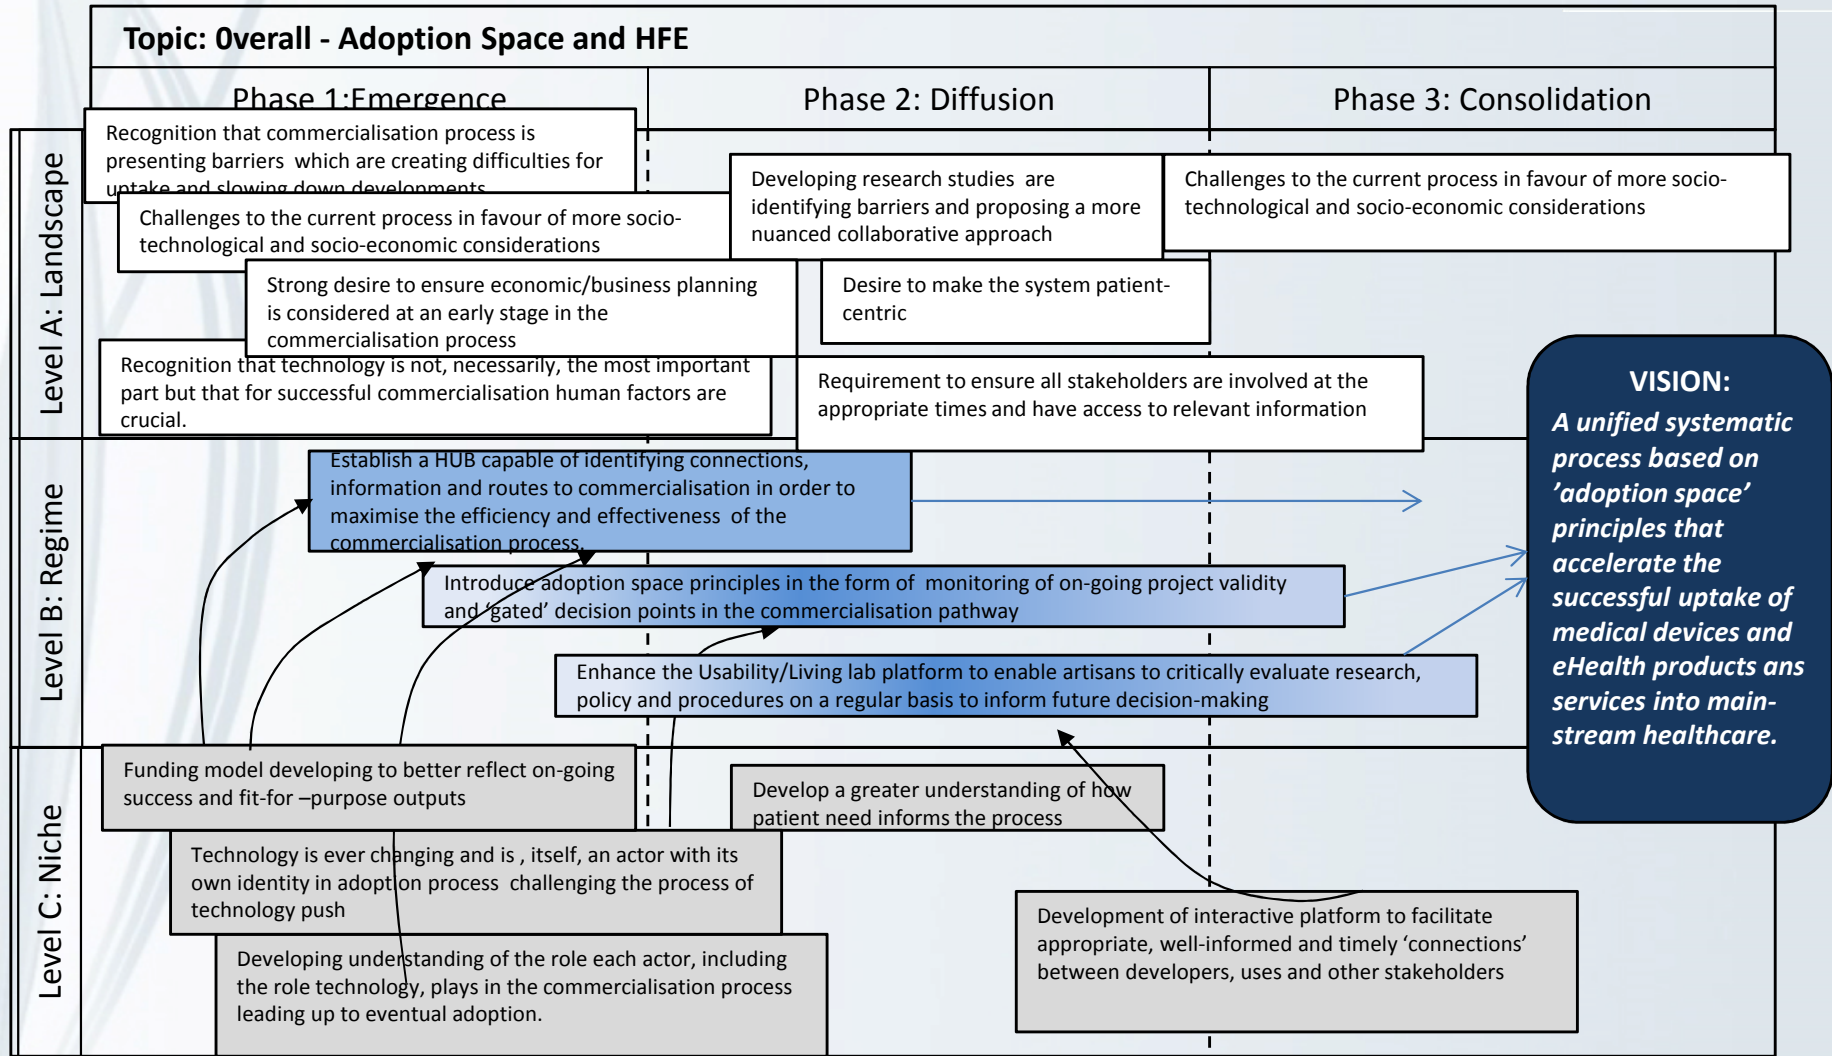 Topic: 0verall - Adoption Space and HFE
Phase 1:Emergence
Phase 2: Diffusion
Phase 3: Consolidation
Level A: Landscape
Recognition that commercialisation process is
presenting barriers which are creating difficulties for
uptake and slowing down developments
Challenges to the current process in favour of more socio-
technological and socio-economic considerations
Strong desire to ensure economic/business planning
is considered at an early stage in the
commercialisation process
Recognition that technology is not, necessarily, the most important
part but that for successful commercialisation human factors are
crucial.
Developing research studies are
identifying barriers and proposing a more
nuanced collaborative approach
Desire to make the system patient-
centric
Requirement to ensure all stakeholders are involved at the
appropriate times and have access to relevant information
Challenges to the current process in favour of more socio-
technological and socio-economic considerations
Level B: Regime
Establish a HUB capable of identifying connections,
information and routes to commercialisation in order to
maximise the efficiency and effectiveness of the
commercialisation process.
Introduce adoption space principles in the form of monitoring of on-going project validity
and ‘gated’ decision points in the commercialisation pathway
Enhance the Usability/Living lab platform to enable artisans to critically evaluate research,
policy and procedures on a regular basis to inform future decision-making
Level C: Niche
Funding model developing to better reflect on-going
success and fit-for –purpose outputs
Technology is ever changing and is , itself, an actor with its
own identity in adoption process challenging the process of
technology push
Developing understanding of the role each actor, including
the role technology, plays in the commercialisation process
leading up to eventual adoption.
Develop a greater understanding of how
patient need informs the process
Development of interactive platform to facilitate
appropriate, well-informed and timely ‘connections’
between developers, uses and other stakeholders
VISION:
A unified systematic
process based on
’adoption space’
principles that
accelerate the
successful uptake of
medical devices and
eHealth products ans
services into main-
stream healthcare.